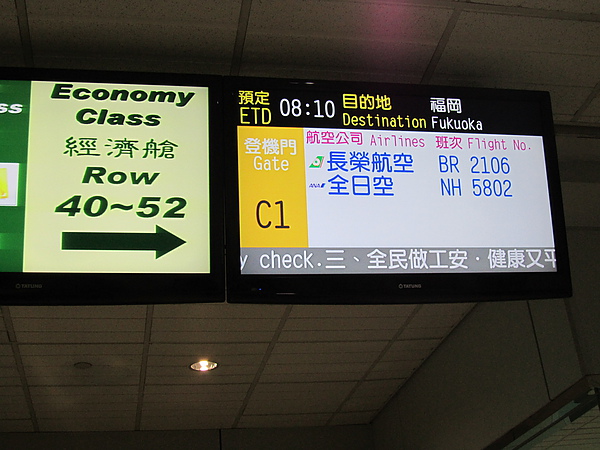 ss
Economy
Class
經濟艙
Row
40~52
TATUNG
預定 ETD 08:10 目的地 Destination 福岡 Fukuoka
登機門
Gate
C1
航空公司 Airlines 班次 Flight No.
長榮航空 BR 2106
ANA 全日空 NH 5802
y check.三、全民做工安．健康又平
TATUNG